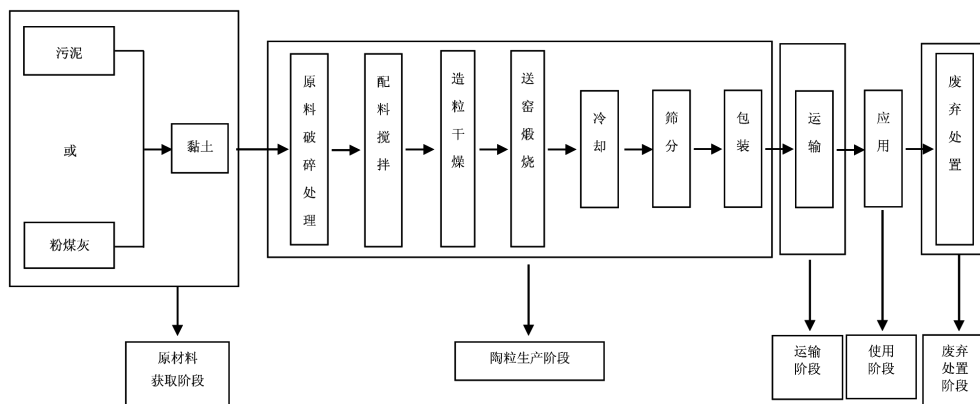 污泥
或
粉煤灰
黏土
原料破碎处理
配料搅拌
造粒干燥
送窑煅烧
冷却
筛分
包装
运输
应用
废弃处置
原材料
获取阶段
陶粒生产阶段
运输
阶段
使用
阶段
废弃
处置
阶段